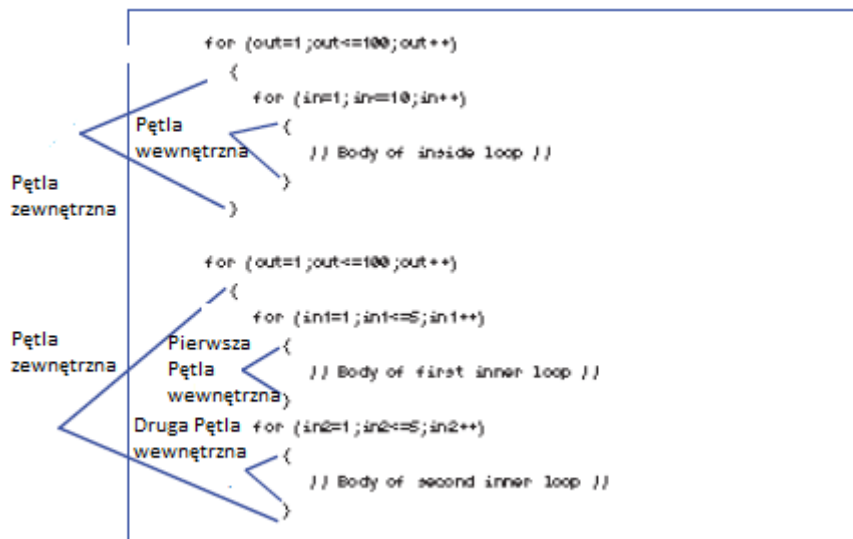 for (out=1;out<=100;out++)
{
for (in=1;in<=10;in++)
Pętla
wewnętrzna
{
// Body of inside loop //
}
Pętla
zewnętrzna
}
for (out=1;out<=100;out++)
{
for (in1=1;in1<=5;in1++)
Pętla
zewnętrzna
Pierwsza
Pętla
wewnętrzna
{
// Body of first inner loop //
}
Druga Pętla
wewnętrzna
for (in2=1;in2<=5;in2++)
{
// Body of second inner loop //
}